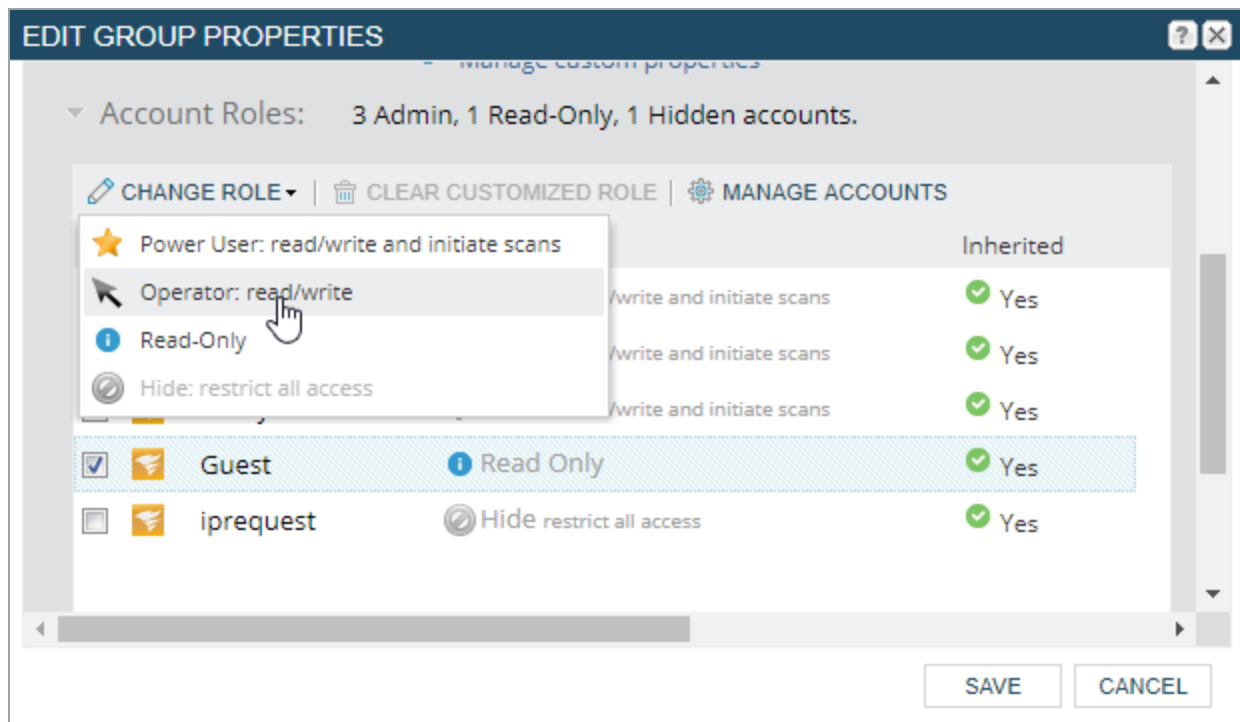 EDIT GROUP PROPERTIES
Manage custom properties
Account Roles: 3 Admin, 1 Read-Only, 1 Hidden accounts.
CHANGE ROLE | CLEAR CUSTOMIZED ROLE | MANAGE ACCOUNTS
Power User: read/write and initiate scans
Inherited
Operator: read/write
/write and initiate scans Yes
Read-Only
/write and initiate scans Yes
Hide: restrict all access
/write and initiate scans Yes
Guest Read Only Yes
iprequest Hide restrict all access Yes
SAVE CANCEL